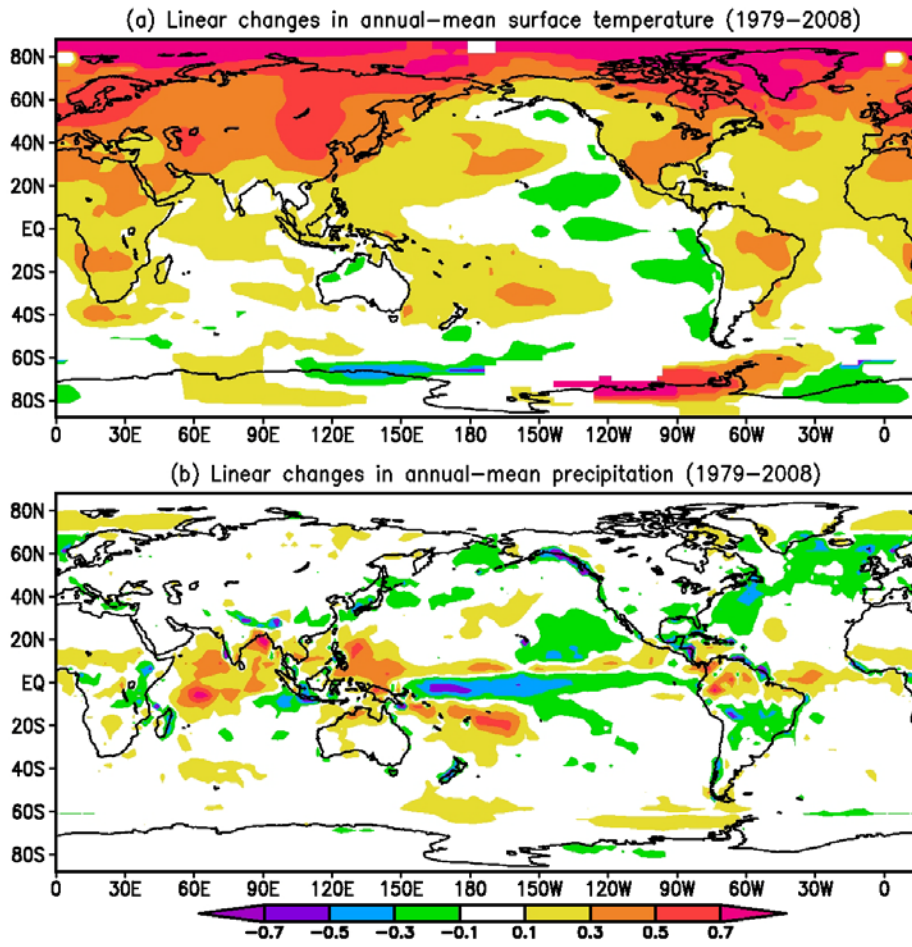 (a) Linear changes in annual-mean surface temperature (1979-2008)
80N
60N
40N
20N
EQ
20S
40S
60S
80S
0 30E 60E 90E 120E 150E 180 150W 120W 90W 60W 30W 0
(b) Linear changes in annual-mean precipitation (1979-2008)
80N
60N
40N
20N
EQ
20S
40S
60S
80S
0 30E 60E 90E 120E 150E 180 150W 120W 90W 60W 30W 0
-0.7 -0.5 -0.3 -0.1 0.1 0.3 0.5 0.7